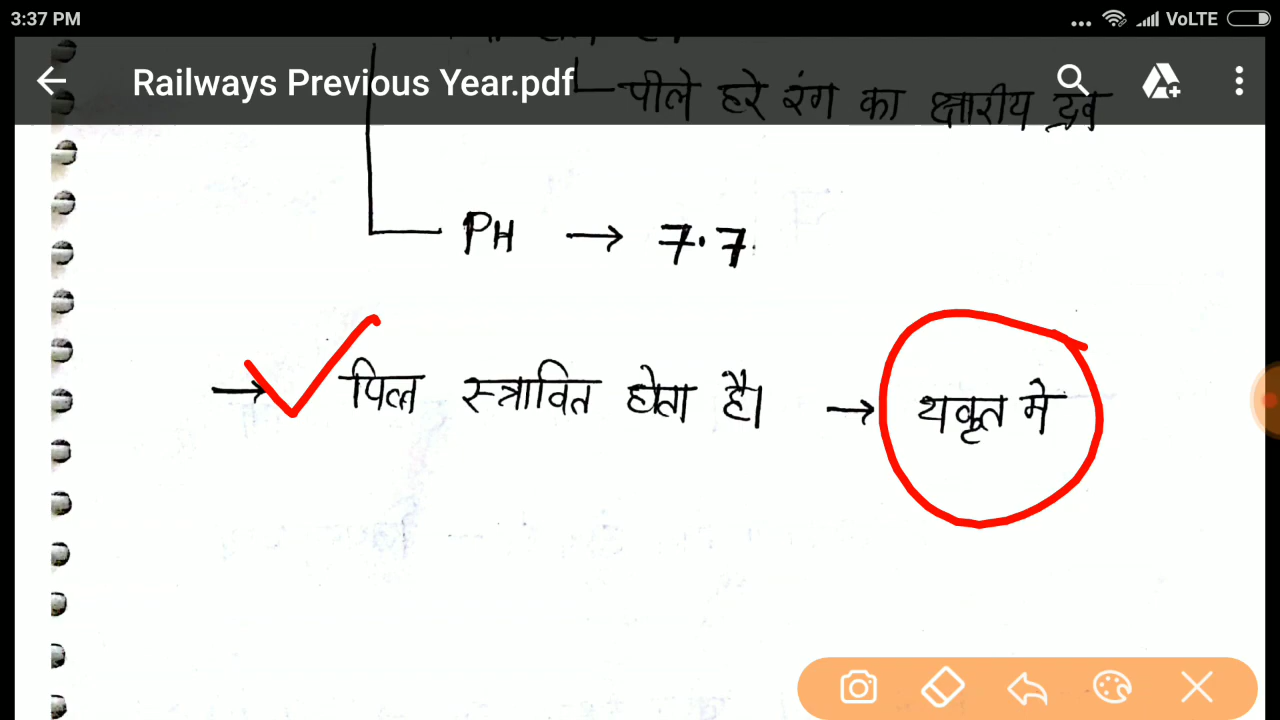 3:37 PM
... VoLTE
Railways Previous Year.pdf
पीले हरे रंग का क्षारीय द्रव
PH → 7.7
→ पित्त स्त्रावित होता है। → यकृत मे